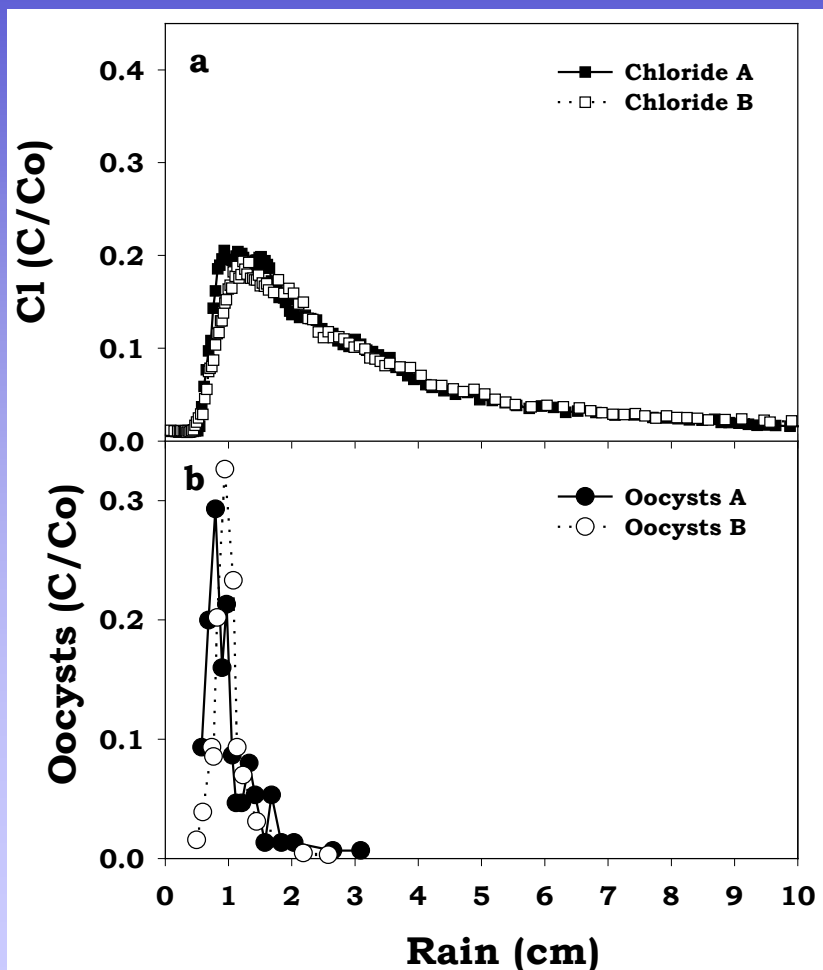 a
Chloride A
Chloride B
Cl (C/Co)
0.4
0.3
0.2
0.1
0.0
b
Oocysts A
Oocysts B
Oocysts (C/Co)
0.3
0.2
0.1
0.0
0 1 2 3 4 5 6 7 8 9 10
Rain (cm)